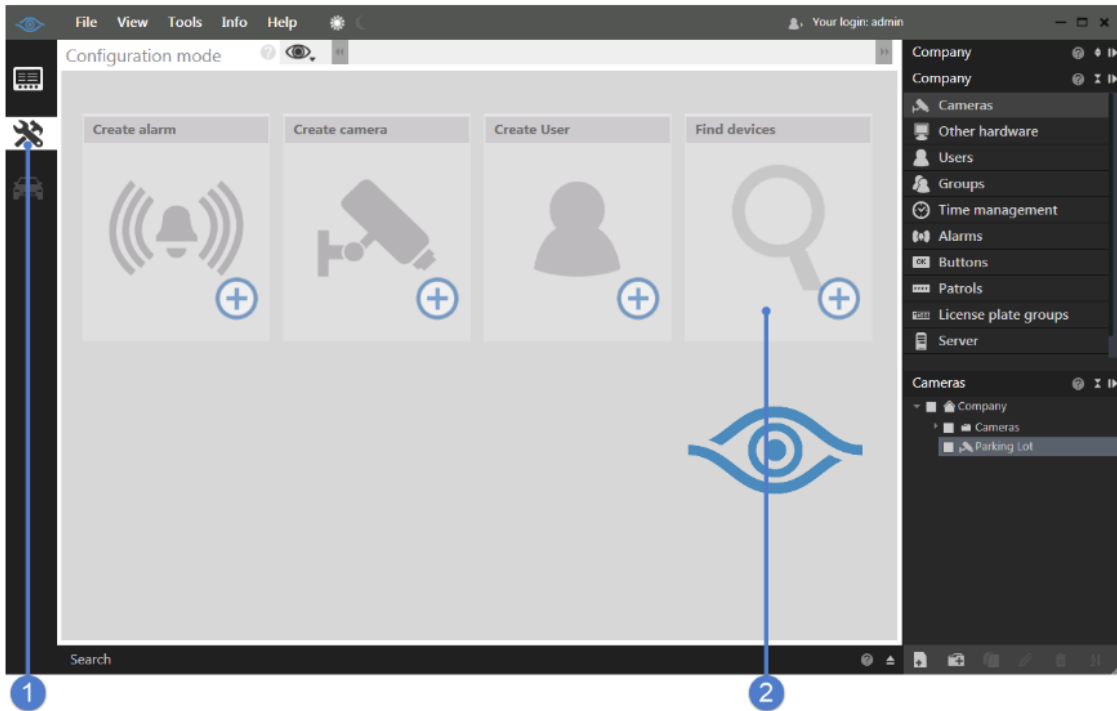 File View Tools Info Help Your login: admin
Configuration mode
Create alarm
Create camera
Create User
Find devices
Company
Company
Cameras
Other hardware
Users
Groups
Time management
Alarms
OK Buttons
Patrols
License plate groups
Server
Cameras
Company
Cameras
Parking Lot
Search
1
2